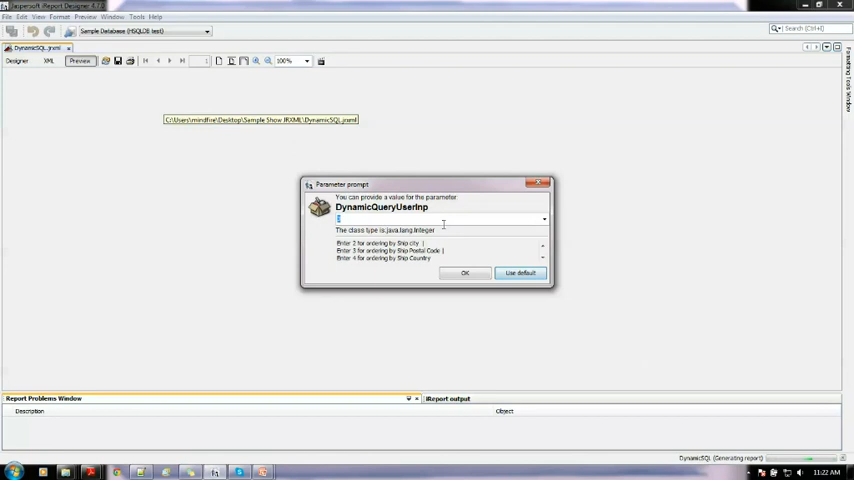 Jaspersoft iReport Designer 4.7.0
File Edit View Format Preview Window Tools Help
Sample Database (HSQLDB test)
Search (Ctrl+I)
DynamicSQL.jrxml
Designer XML Preview 1 100%
Formatting Tools Window
C:\Users\mindfire\Desktop\Sample Show JRXML\DynamicSQL.jrxml
Parameter prompt
You can provide a value for the parameter
DynamicQueryUserInp
The class type is java.lang.Integer
Enter 2 for ordering by Ship city |
Enter 3 for ordering by Ship Postal Code |
Enter 4 for ordering by Ship Country
OK Use default
Report Problems Window
iReport output
Description Object
DynamicSQL (Generating report)
11:22 AM